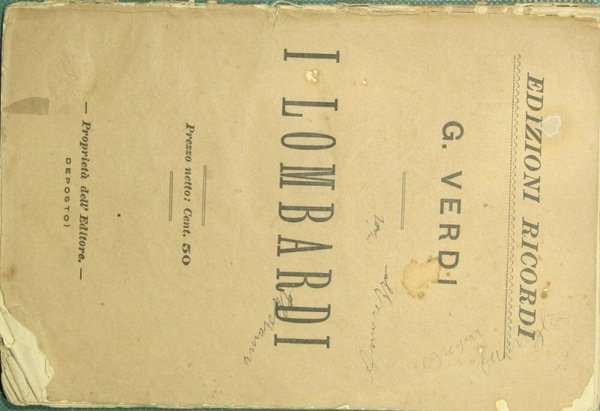 EDIZIONI RICORDI
G. VERDI
I LOMBARDI
Prezzo netto: Cent. 50
— Proprietà dell' Editore. —
DEPOSTO)